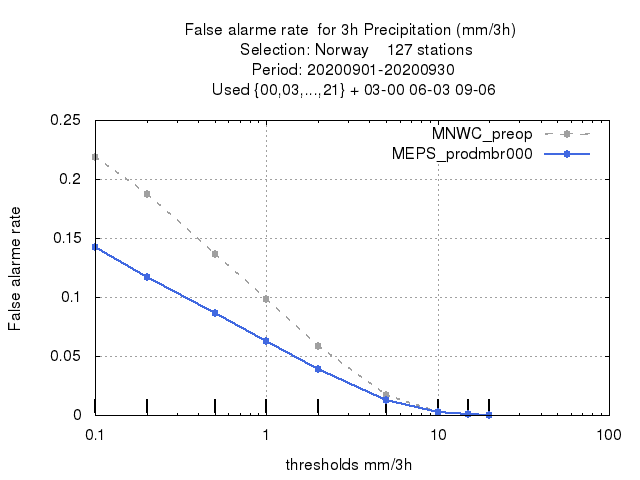 False alarme rate  for 3h Precipitation (mm/3h)
Selection: Norway    127 stations
Period: 20200901-20200930
Used {00,03,...,21} + 03-00 06-03 09-06
MNWC_preop
MEPS_prodmbr000
False alarme rate
0.25
0.2
0.15
0.1
0.05
0
0.1 1 10 100
thresholds mm/3h